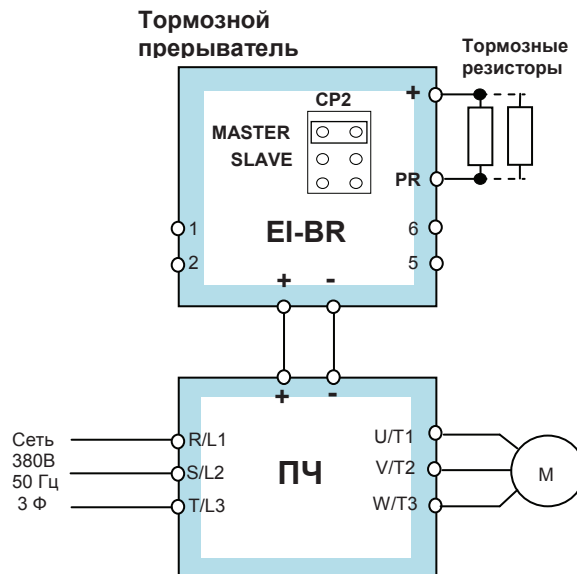 Тормозной
прерыватель
Тормозные
резисторы
CP2
+
MASTER
SLAVE
PR
EI-BR
1
6
2
5
+ -
+ -
Сеть
380В
50 Гц
3 Ф
R/L1
S/L2
T/L3
ПЧ
U/T1
V/T2
W/T3
М